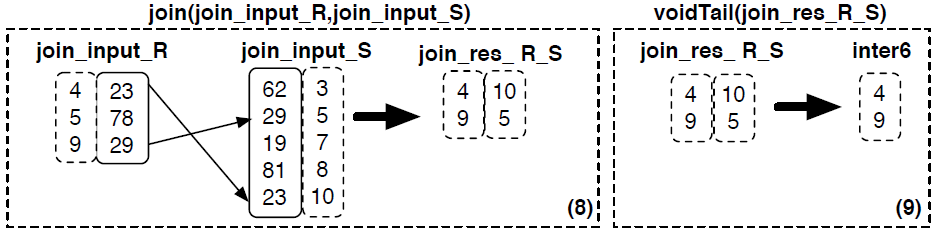 join(join_input_R,join_input_S)
join_input_R join_input_S join_res_ R_S
4 23 62 3 4 10
5 78 29 5 9 5
9 29 19 7
81 8
23 10
(8)
voidTail(join_res_R_S)
join_res_ R_S inter6
4 10 4
9 5 9
(9)